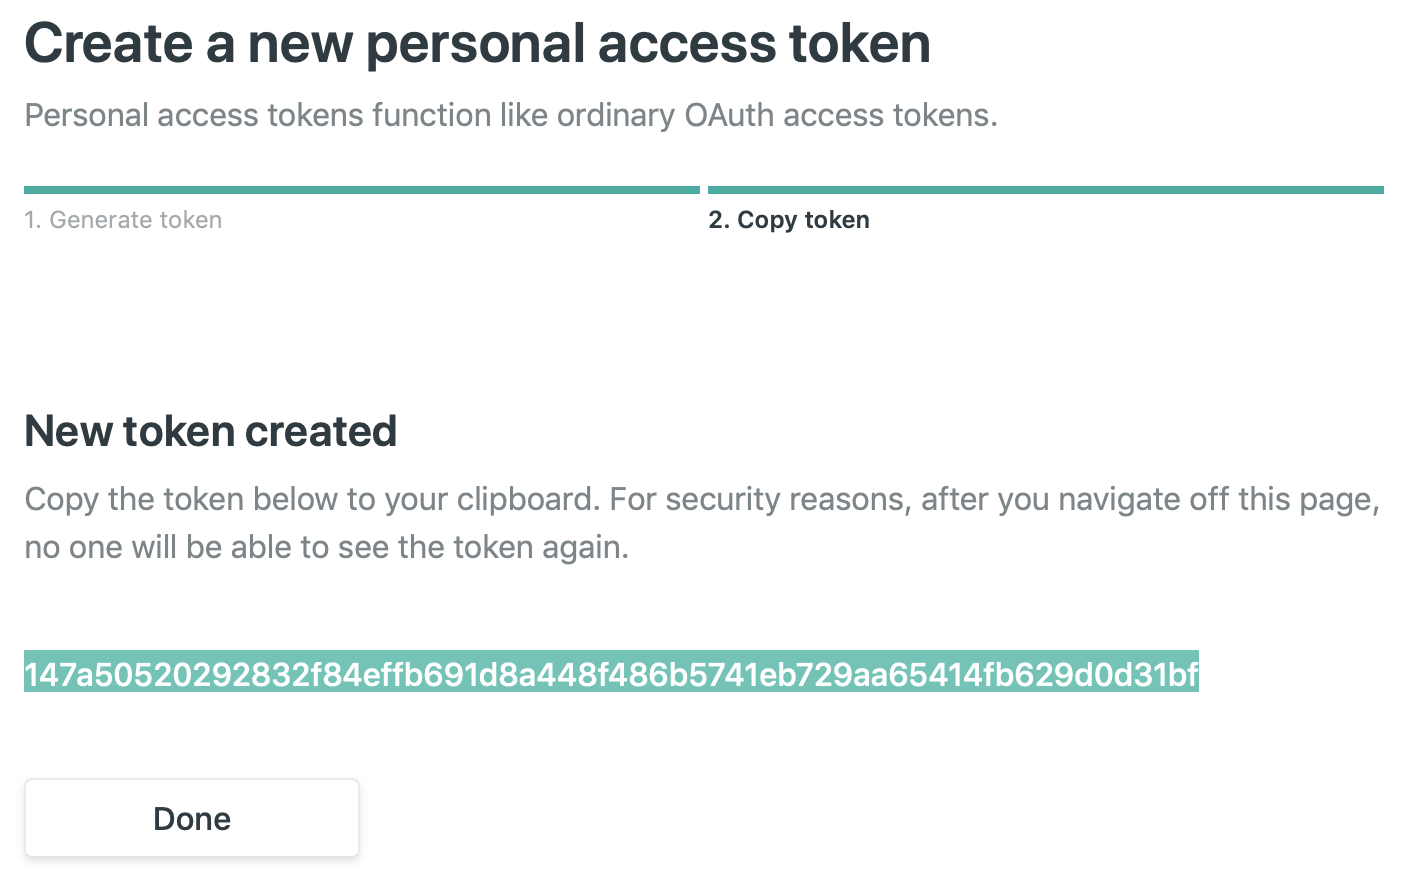 Create a new personal access token
Personal access tokens function like ordinary OAuth access tokens.
1. Generate token
2. Copy token
New token created
Copy the token below to your clipboard. For security reasons, after you navigate off this page,
no one will be able to see the token again.
147a50520292832f84effb691d8a448f486b5741eb729aa65414fb629d0d31bf
Done